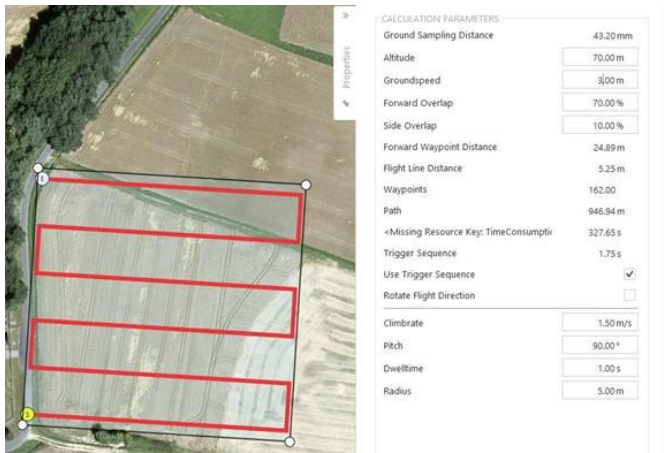 »
Properties
E
S
CALCULATION PARAMETERS
Ground Sampling Distance 43.20 mm
Altitude 70.00 m
Groundspeed 3.00 m
Forward Overlap 70.00 %
Side Overlap 10.00 %
Forward Waypoint Distance 24.89 m
Flight Line Distance 5.25 m
Waypoints 162.00
Path 946.94 m
<Missing Resource Key: TimeConsumptic 327.65 s
Trigger Sequence 1.75 s
Use Trigger Sequence
Rotate Flight Direction
Climbrate 1.50 m/s
Pitch 90.00 °
Dwelltime 1.00 s
Radius 5.00 m